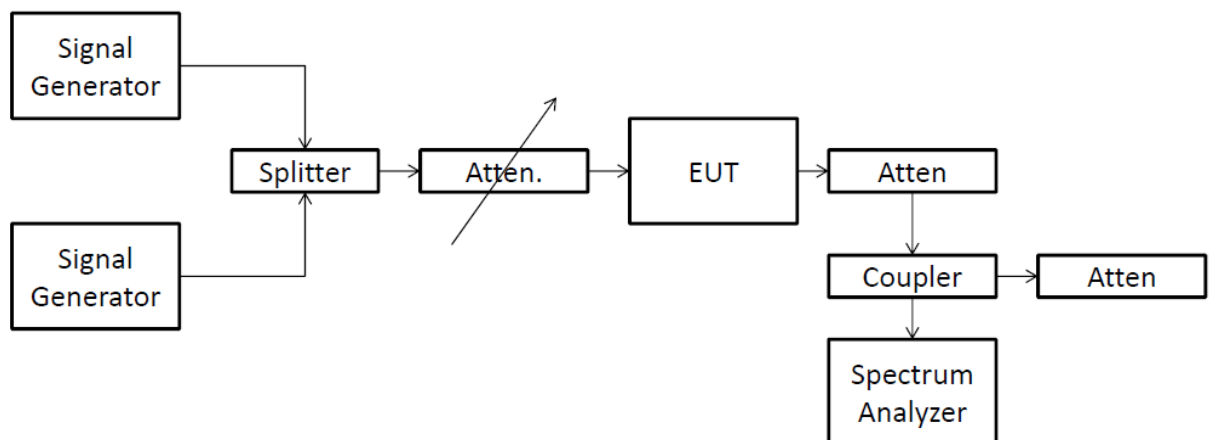 Signal
Generator
Splitter
Atten.
EUT
Atten
Signal
Generator
Coupler
Atten
Spectrum
Analyzer